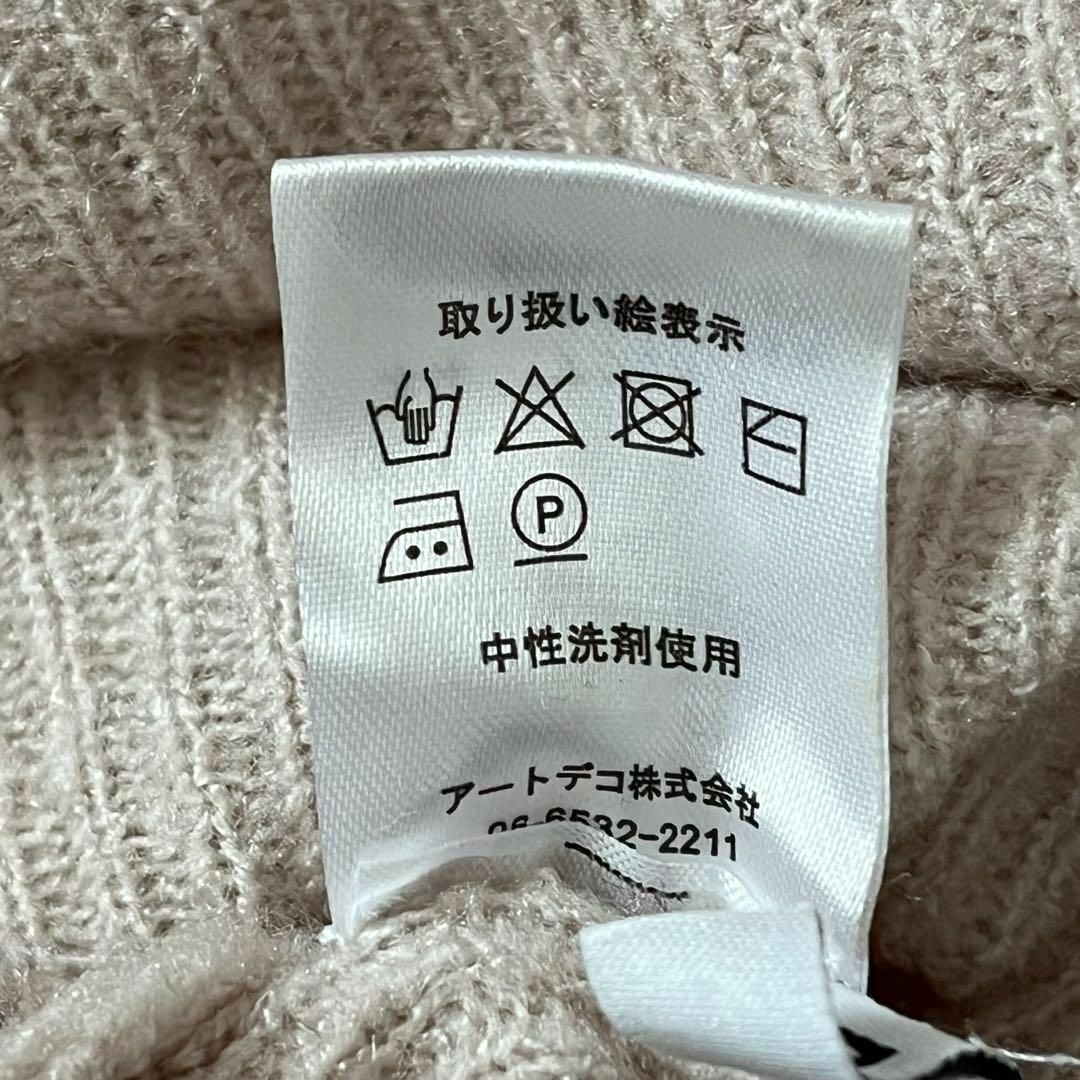 取り扱い絵表示
P
中性洗剤使用
アートデコ株式会社
06-6532-2211